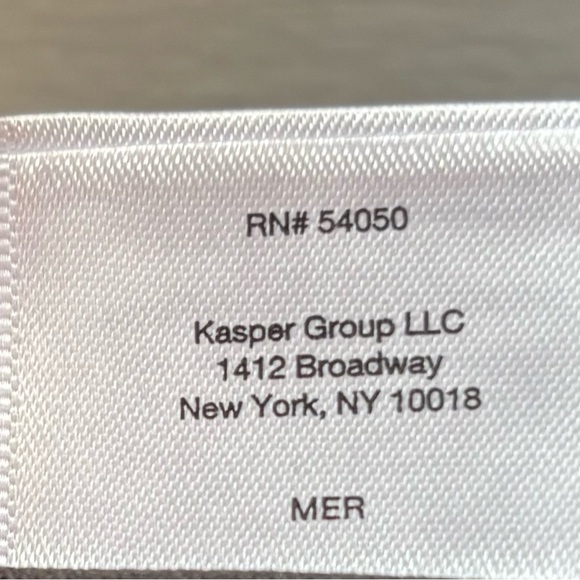 RN# 54050
Kasper Group LLC
1412 Broadway
New York, NY 10018
MER